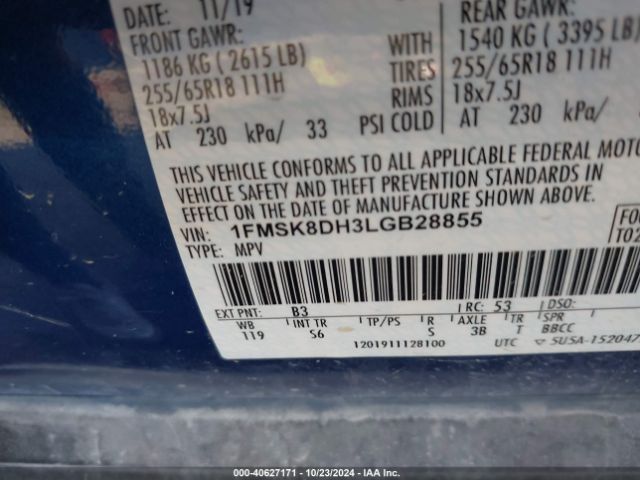 DATE: 11/19
FRONT GAWR:
1186 KG ( 2615 LB)
255/65R18 111H
18x7.5J
AT 230 kPa/ 33 PSI COLD
WITH
TIRES
RIMS
REAR GAWR:
1540 KG ( 3395 LB)
255/65R18 111H
18x7.5J
AT 230 kPa/
THIS VEHICLE CONFORMS TO ALL APPLICABLE FEDERAL MOTO
VEHICLE SAFETY AND THEFT PREVENTION STANDARDS IN
EFFECT ON THE DATE OF MANUFACTURE SHOWN ABOVE.
VIN: 1FMSK8DH3LGB28855
TYPE: MPV
FO
T02
EXT PNT: B3 RC: 53 DSO:
WB INT TR TP/PS R AXLE TR SPR
119 S6 S 3B T BBCC
1201911128100 UTC SU5A-152047
000-40627171 | 10/23/2024 | IAA Inc.